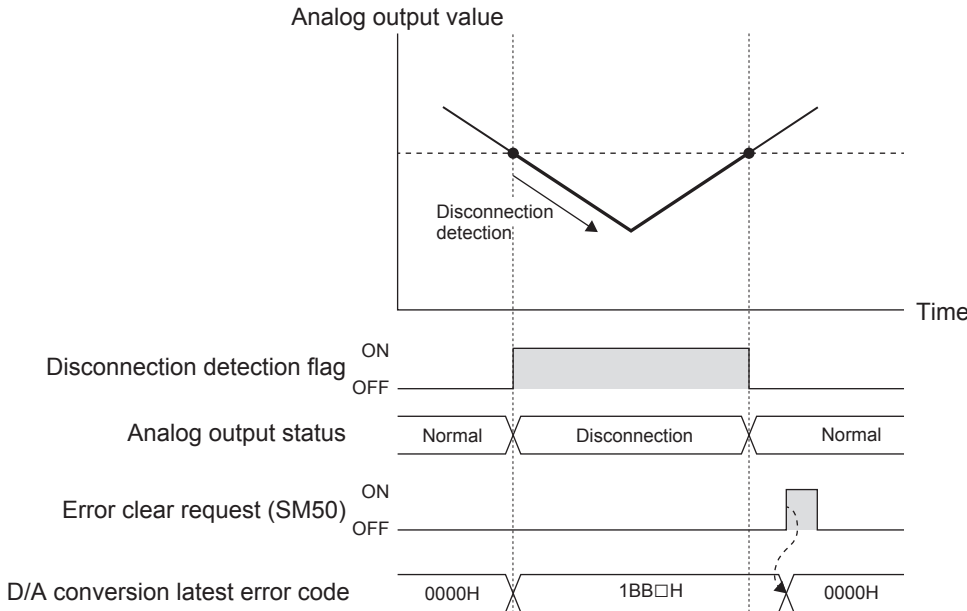 Analog output value
Disconnection
detection
Time
Disconnection detection flag
ON
OFF
Analog output status
Normal
Disconnection
Normal
Error clear request (SM50)
ON
OFF
D/A conversion latest error code
0000H
1BB□H
0000H